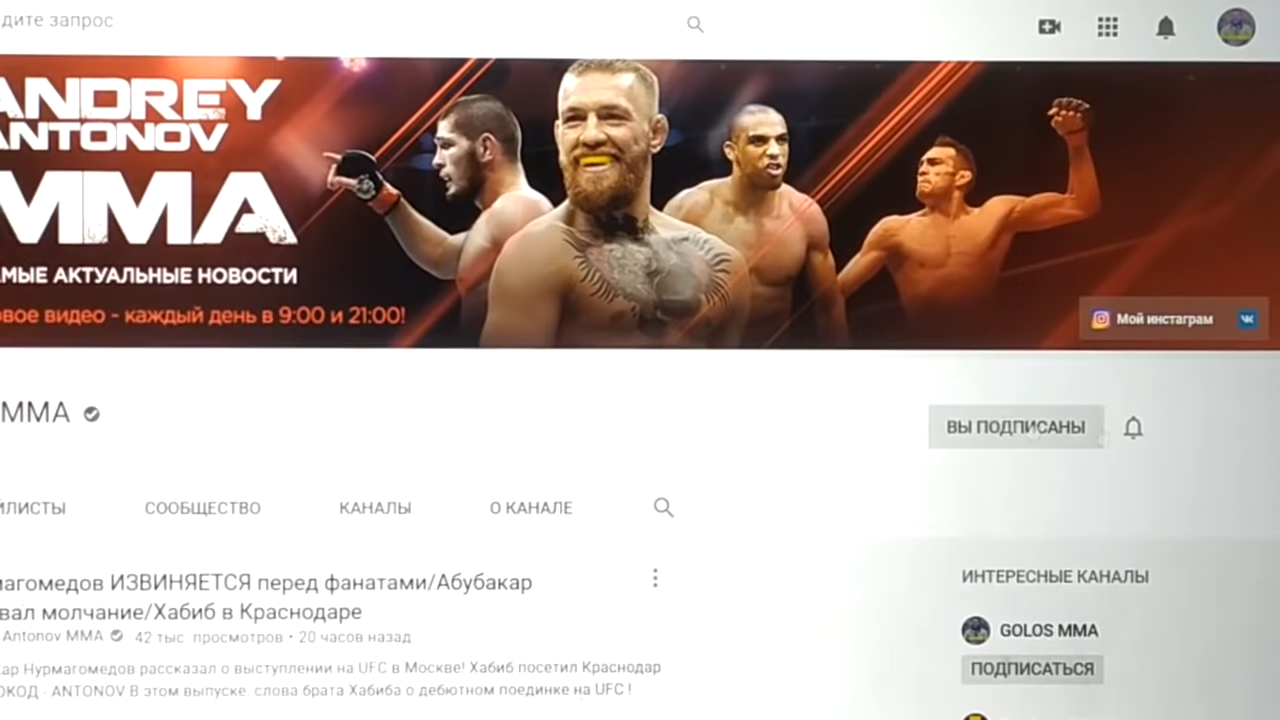 дите запрос
ANDREY
ANTONOV
MMA
АМЫЕ АКТУАЛЬНЫЕ НОВОСТИ
овое видео - каждый день в 9:00 и 21:00!
Мой инстаграм
MMA
ВЫ ПОДПИСАНЫ
ЙЛИСТЫ СООБЩЕСТВО КАНАЛЫ О КАНАЛЕ
магомедов ИЗВИНЯЕТСЯ перед фанатами/Абубакар
вал молчание/Хабиб в Краснодаре
Antonov MMA 42 тыс. просмотров • 20 часов назад
кар Нурмагомедов рассказал о выступлении на UFC в Москве! Хабиб посетил Краснодар
ОКОД - ANTONOV В этом выпуске: слова брата Хабиба о дебютном поединке на UFC !
ИНТЕРЕСНЫЕ КАНАЛЫ
GOLOS MMA
ПОДПИСАТЬСЯ